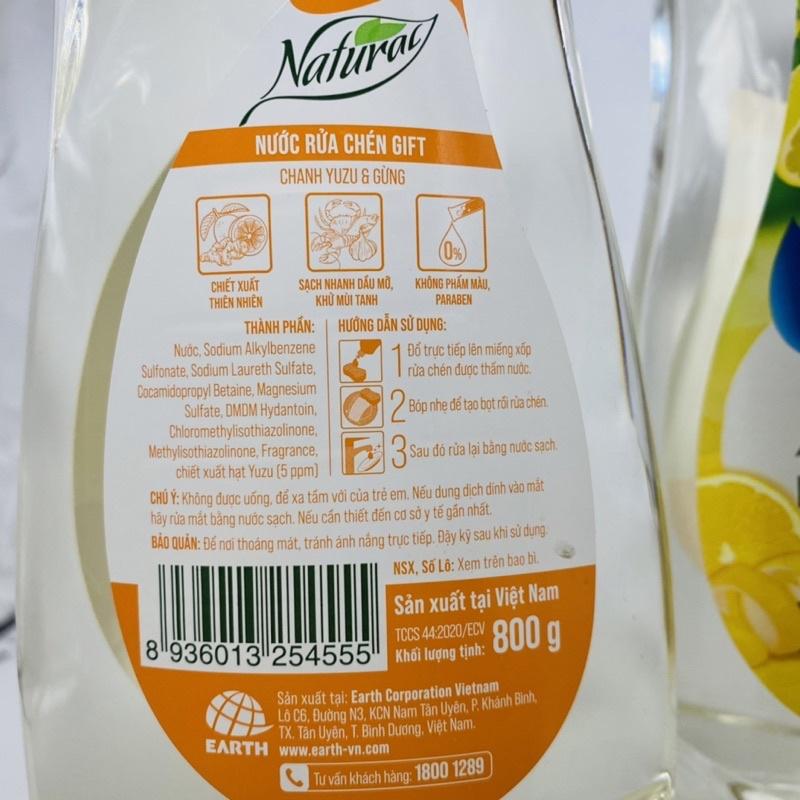 Natural
NƯỚC RỬA CHÉN GIFT
CHANH YUZU & GỪNG
CHIẾT XUẤT
THIÊN NHIÊN
SẠCH NHANH DẦU MỠ,
KHỬ MÙI TANH
0%
KHÔNG PHẨM MÀU,
PARABEN
THÀNH PHẦN:
Nước, Sodium Alkylbenzene
Sulfonate, Sodium Laureth Sulfate,
Cocamidopropyl Betaine, Magnesium
Sulfate, DMDM Hydantoin,
Chloromethylisothiazolinone,
Methylisothiazolinone, Fragrance,
chiết xuất hạt Yuzu (5 ppm)
HƯỚNG DẪN SỬ DỤNG:
1 Đổ trực tiếp lên miếng xốp
rửa chén được thấm nước.
2 Bóp nhẹ để tạo bọt rồi rửa chén.
3 Sau đó rửa lại bằng nước sạch.
CHÚ Ý: Không được uống, để xa tầm với của trẻ em. Nếu dung dịch dính vào mắt
hãy rửa mắt bằng nước sạch. Nếu cần thiết đến cơ sở y tế gần nhất.
BẢO QUẢN: Để nơi thoáng mát, tránh ánh nắng trực tiếp. Đậy kỹ sau khi sử dụng.
NSX, Số Lô: Xem trên bao bì.
8 936013 254555
Sản xuất tại Việt Nam
TCCS 44:2020/ECV
Khối lượng tịnh: 800 g
EARTH
Sản xuất tại: Earth Corporation Vietnam
Lô C6, Đường N3, KCN Nam Tân Uyên, P. Khánh Bình,
TX. Tân Uyên, T. Bình Dương, Việt Nam.
www.earth-vn.com
Tư vấn khách hàng: 1800 1289